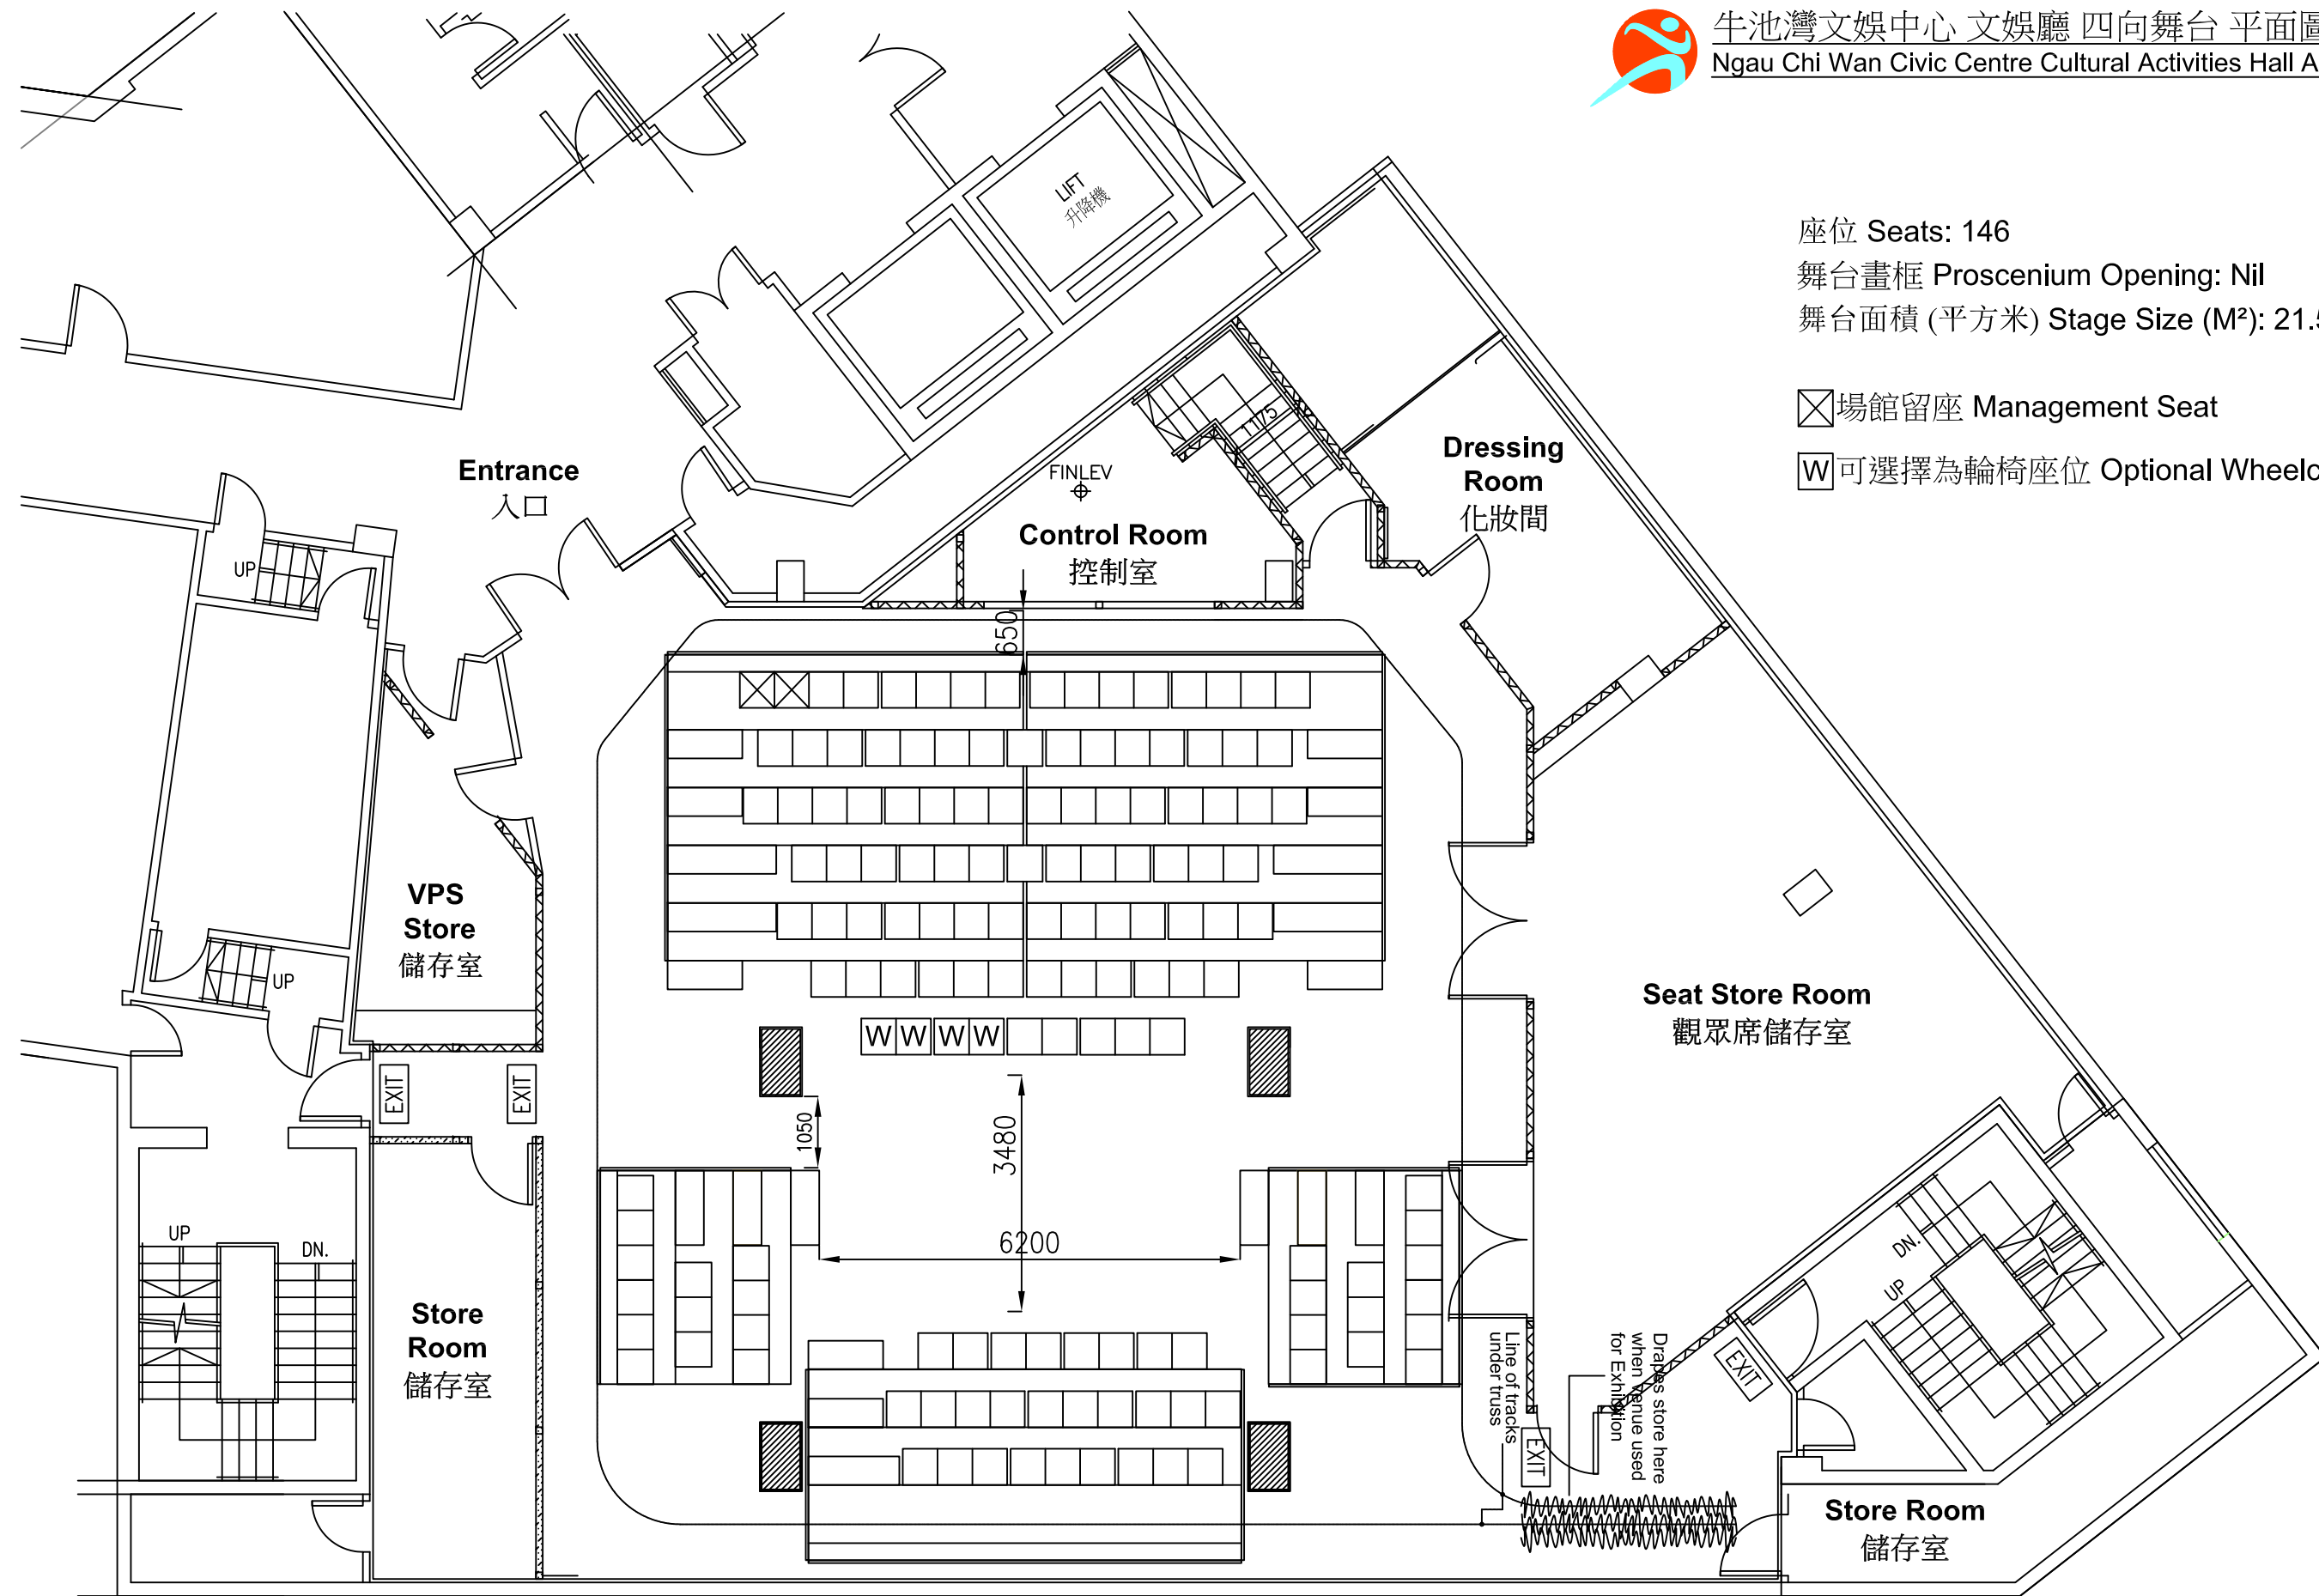 牛池灣文娛中心 文娛廳 四向舞台 平面圖
Ngau Chi Wan Civic Centre Cultural Activities Hall A
座位 Seats: 146
舞台畫框 Proscenium Opening: Nil
舞台面積 (平方米) Stage Size (M²): 21.5
場館留座 Management Seat
W 可選擇為輪椅座位 Optional Wheelc
LIFT
升降機
1175
Entrance
入口
FINLEV
Control Room
控制室
Dressing
Room
化妝間
UP
650
VPS
Store
儲存室
UP
Seat Store Room
觀眾席儲存室
W W W W
EXIT
EXIT
1050
3480
6200
UP
DN.
DN.
UP
Store
Room
儲存室
Line of tracks
under truss
Drapes store here
when venue used
for Exhibition
EXIT
EXIT
Store Room
儲存室